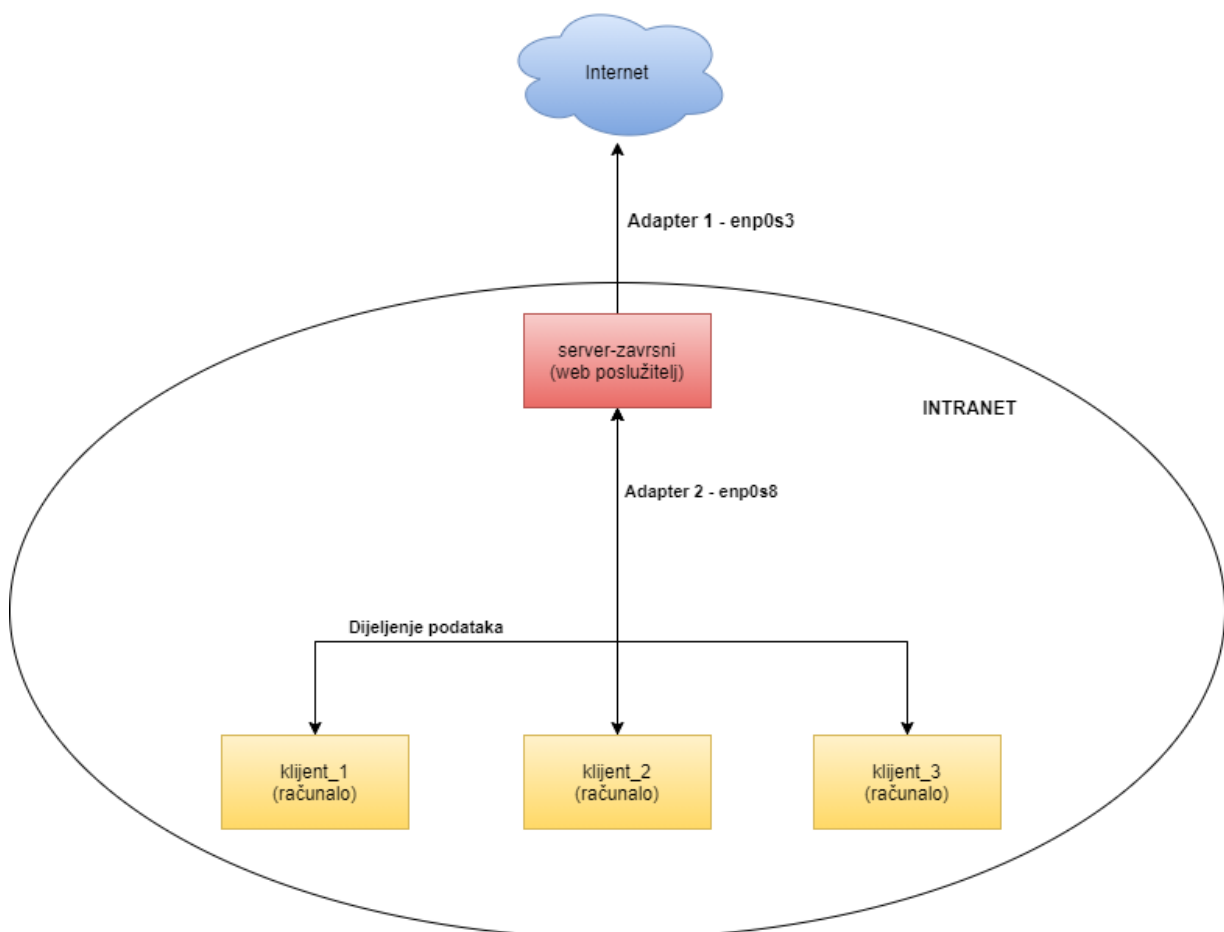 Internet
Adapter 1 - enp0s3
server-zavrsni
(web poslužitelj)
INTRANET
Adapter 2 - enp0s8
Dijeljenje podataka
klijent_1
(računalo)
klijent_2
(računalo)
klijent_3
(računalo)